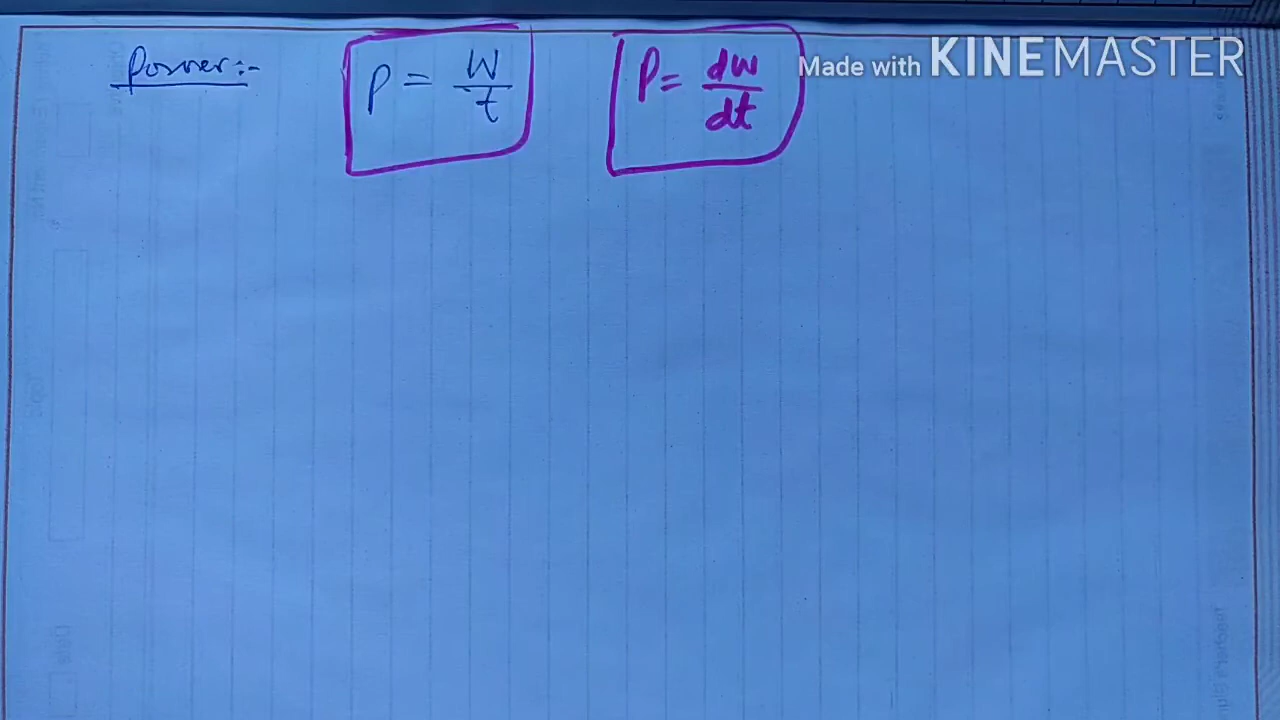 Power:-
P = W/t
P = dw/dt
Made with KINEMASTER